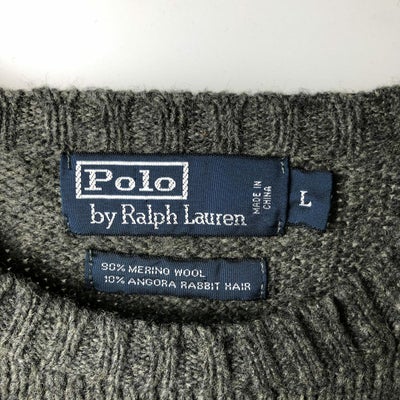 Polo
by Ralph Lauren
MADE IN
CHINA
L
90% MERINO WOOL
10% ANGORA RABBIT HAIR